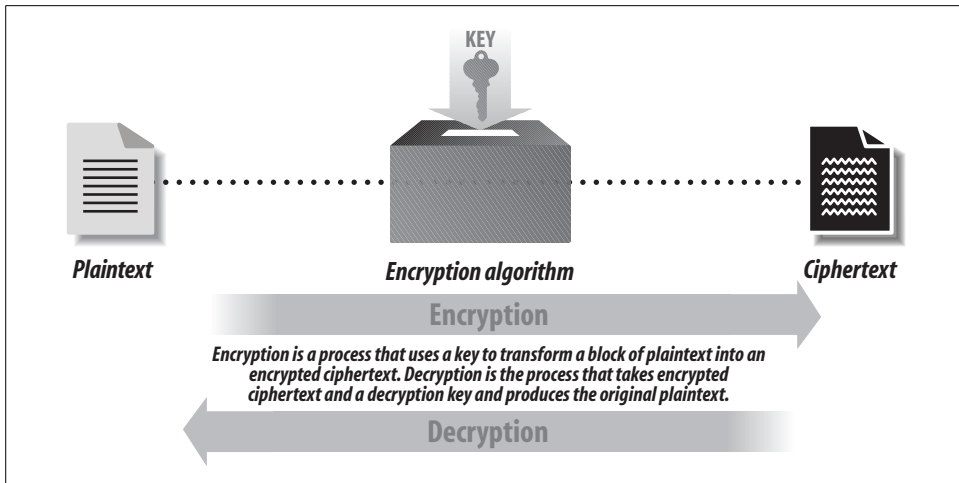 KEY
Plaintext
Encryption algorithm
Ciphertext
Encryption
Encryption is a process that uses a key to transform a block of plaintext into an
encrypted ciphertext. Decryption is the process that takes encrypted
ciphertext and a decryption key and produces the original plaintext.
Decryption